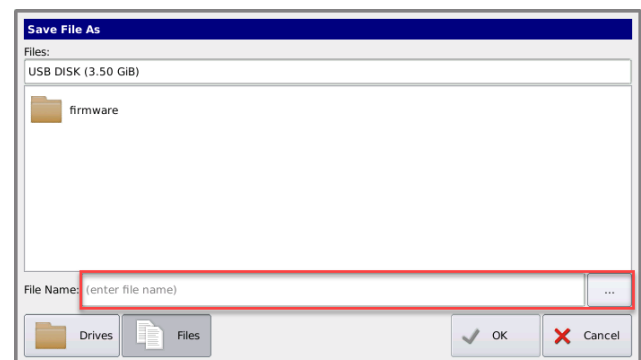 Save File As
Files:
USB DISK (3.50 GiB)
firmware
File Name: (enter file name) ...
Drives Files OK Cancel